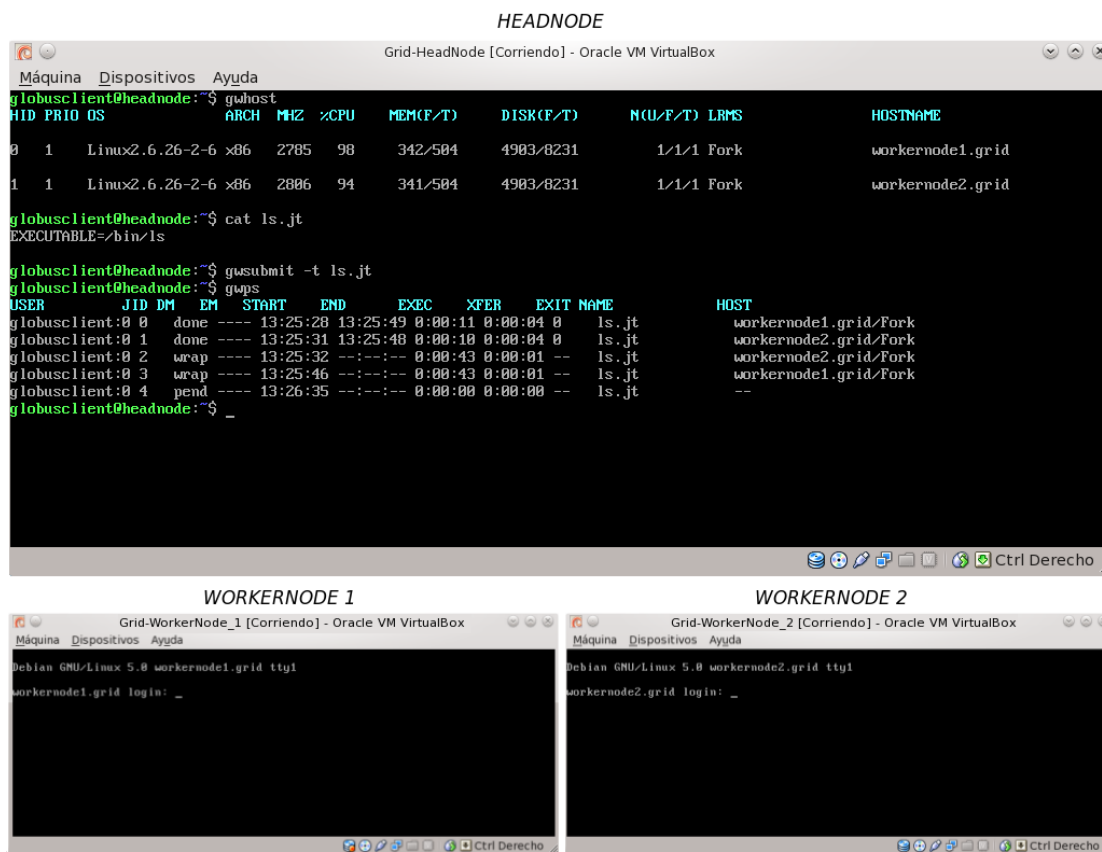 HEADNODE
Grid-HeadNode [Corriendo] - Oracle VM VirtualBox
Máquina Dispositivos Ayuda
globusclient@headnode:~$ gwhost
HID PRIO OS ARCH MHZ %CPU MEM(F/T) DISK(F/T) N(U/F/T) LRMS HOSTNAME
0 1 Linux2.6.26-2-6 x86 2785 98 342/504 4903/8231 1/1/1 Fork workernode1.grid
1 1 Linux2.6.26-2-6 x86 2806 94 341/504 4903/8231 1/1/1 Fork workernode2.grid
globusclient@headnode:~$ cat ls.jt
EXECUTABLE=/bin/ls
globusclient@headnode:~$ gwsubmit -t ls.jt
globusclient@headnode:~$ gwps
USER JID DM EM START END EXEC XFER EXIT NAME HOST
globusclient:0 0 done ---- 13:25:28 13:25:49 0:00:11 0:00:04 0 ls.jt workernode1.grid/Fork
globusclient:0 1 done ---- 13:25:31 13:25:48 0:00:10 0:00:04 0 ls.jt workernode2.grid/Fork
globusclient:0 2 wrap ---- 13:25:32 --:--:-- 0:00:43 0:00:01 -- ls.jt workernode2.grid/Fork
globusclient:0 3 wrap ---- 13:25:46 --:--:-- 0:00:43 0:00:01 -- ls.jt workernode1.grid/Fork
globusclient:0 4 pend ---- 13:26:35 --:--:-- 0:00:00 0:00:00 -- ls.jt --
globusclient@headnode:~$ _
Ctrl Derecho
WORKERNODE 1
Grid-WorkerNode_1 [Corriendo] - Oracle VM VirtualBox
Máquina Dispositivos Ayuda
Debian GNU/Linux 5.0 workernode1.grid tty1
workernode1.grid login: _
Ctrl Derecho
WORKERNODE 2
Grid-WorkerNode_2 [Corriendo] - Oracle VM VirtualBox
Máquina Dispositivos Ayuda
Debian GNU/Linux 5.0 workernode2.grid tty1
workernode2.grid login: _
Ctrl Derecho